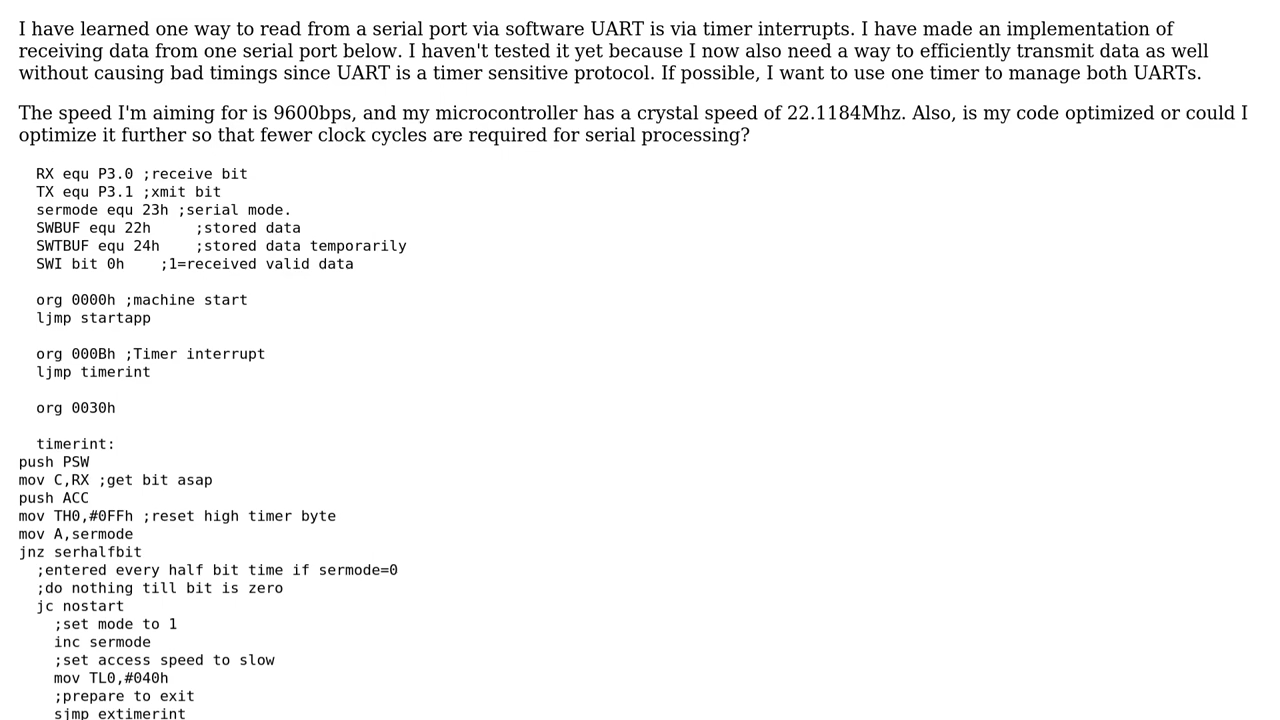 I have learned one way to read from a serial port via software UART is via timer interrupts. I have made an implementation of
receiving data from one serial port below. I haven't tested it yet because I now also need a way to efficiently transmit data as well
without causing bad timings since UART is a timer sensitive protocol. If possible, I want to use one timer to manage both UARTs.
The speed I'm aiming for is 9600bps, and my microcontroller has a crystal speed of 22.1184Mhz. Also, is my code optimized or could I
optimize it further so that fewer clock cycles are required for serial processing?
RX equ P3.0 ;receive bit
TX equ P3.1 ;xmit bit
sermode equ 23h ;serial mode.
SWBUF equ 22h     ;stored data
SWTBUF equ 24h    ;stored data temporarily
SWI bit 0h    ;1=received valid data
org 0000h ;machine start
ljmp startapp
org 000Bh ;Timer interrupt
ljmp timerint
org 0030h
timerint:
push PSW
mov C,RX ;get bit asap
push ACC
mov TH0,#0FFh ;reset high timer byte
mov A,sermode
jnz serhalfbit
;entered every half bit time if sermode=0
;do nothing till bit is zero
jc nostart
;set mode to 1
inc sermode
;set access speed to slow
mov TL0,#040h
;prepare to exit
sjmp extimerint